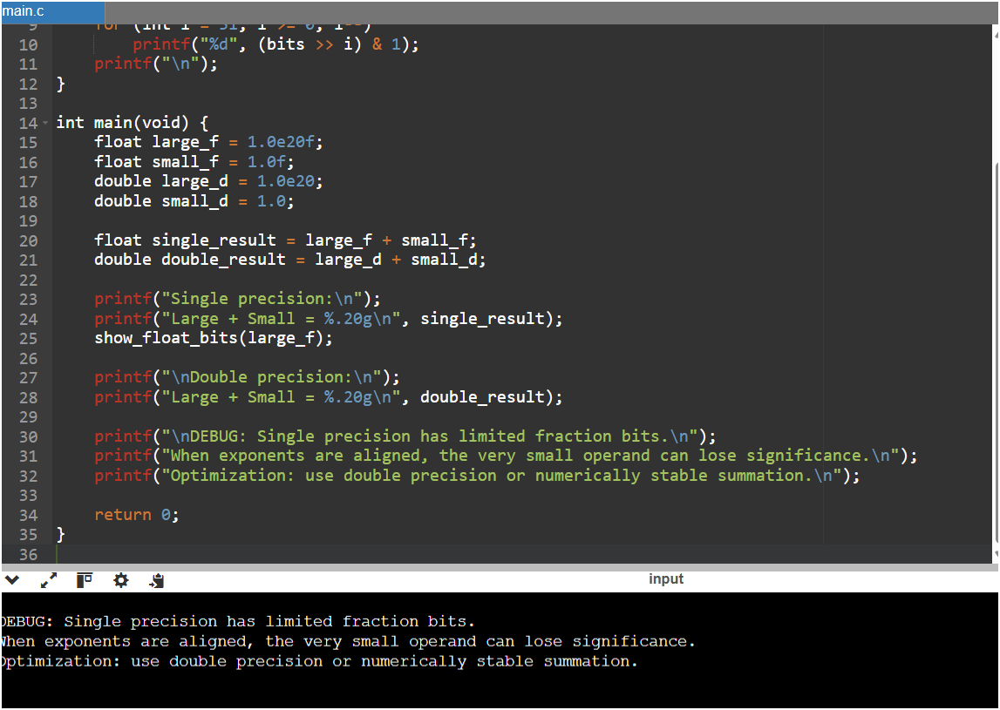 main.c
9 for (int i = 31; i >= 0; i--)
10 printf("%d", (bits >> i) & 1);
11 printf("\n");
12 }
13
14 int main(void) {
15 float large_f = 1.0e20f;
16 float small_f = 1.0f;
17 double large_d = 1.0e20;
18 double small_d = 1.0;
19
20 float single_result = large_f + small_f;
21 double double_result = large_d + small_d;
22
23 printf("Single precision:\n");
24 printf("Large + Small = %.20g\n", single_result);
25 show_float_bits(large_f);
26
27 printf("\nDouble precision:\n");
28 printf("Large + Small = %.20g\n", double_result);
29
30 printf("\nDEBUG: Single precision has limited fraction bits.\n");
31 printf("When exponents are aligned, the very small operand can lose significance.\n");
32 printf("Optimization: use double precision or numerically stable summation.\n");
33
34 return 0;
35 }
36
input
DEBUG: Single precision has limited fraction bits.
When exponents are aligned, the very small operand can lose significance.
Optimization: use double precision or numerically stable summation.